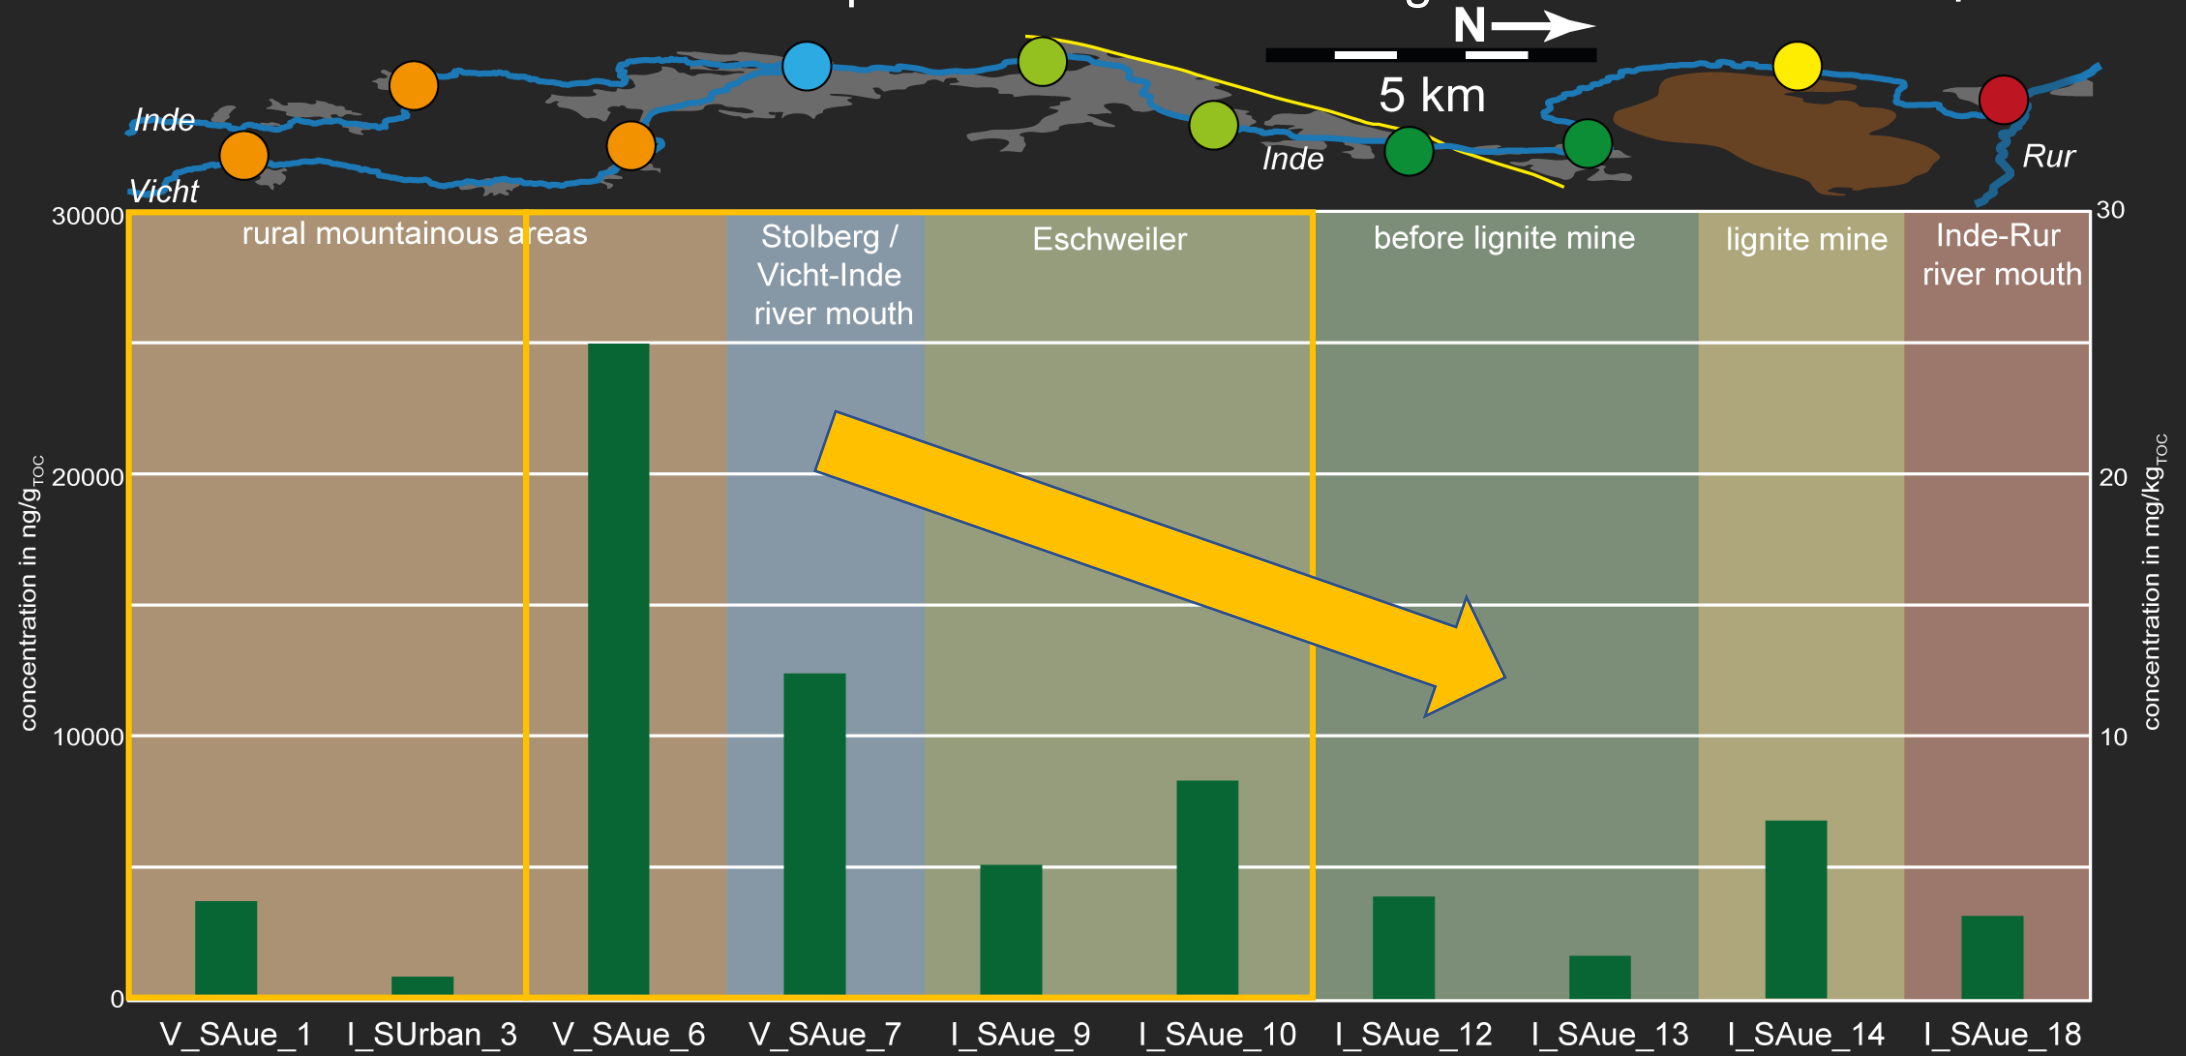 N
5 km
Inde
Vicht
Inde
Rur
30000
20000
10000
0
concentration in ng/gTOC
30
20
10
concentration in mg/kgTOC
rural mountainous areas
Stolberg /
Vicht-Inde
river mouth
Eschweiler
before lignite mine
lignite mine
Inde-Rur
river mouth
V_SAue_1 I_SUrban_3 V_SAue_6 V_SAue_7 I_SAue_9 I_SAue_10 I_SAue_12 I_SAue_13 I_SAue_14 I_SAue_18